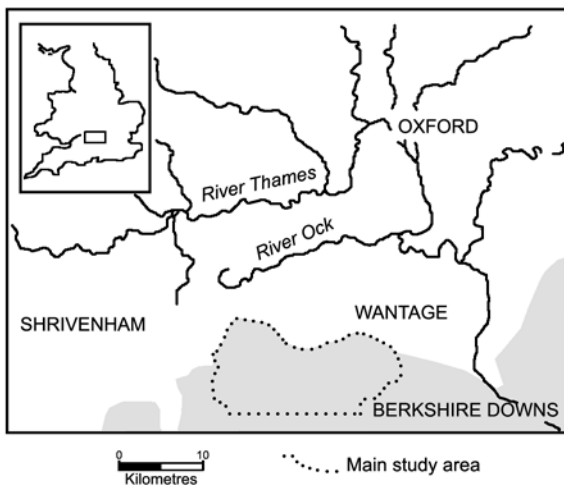 OXFORD
River Thames
River Ock
SHRIVENHAM
WANTAGE
BERKSHIRE DOWNS
0 10
Kilometres
Main study area